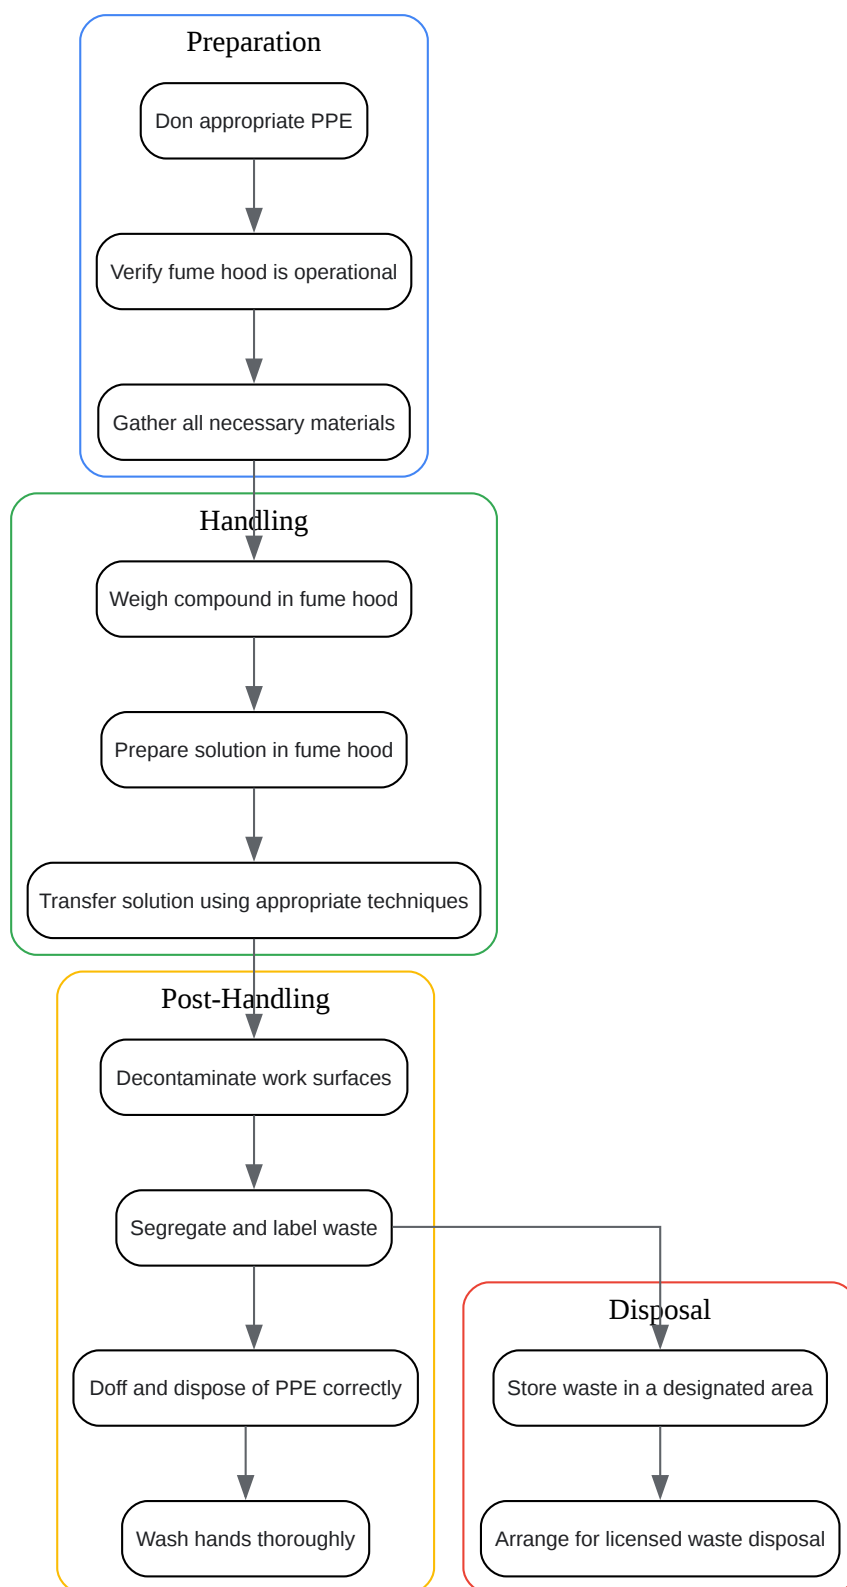 Preparation
Don appropriate PPE
Verify fume hood is operational
Gather all necessary materials
Handling
Weigh compound in fume hood
Prepare solution in fume hood
Transfer solution using appropriate techniques
Post-Handling
Decontaminate work surfaces
Segregate and label waste
Doff and dispose of PPE correctly
Wash hands thoroughly
Disposal
Store waste in a designated area
Arrange for licensed waste disposal